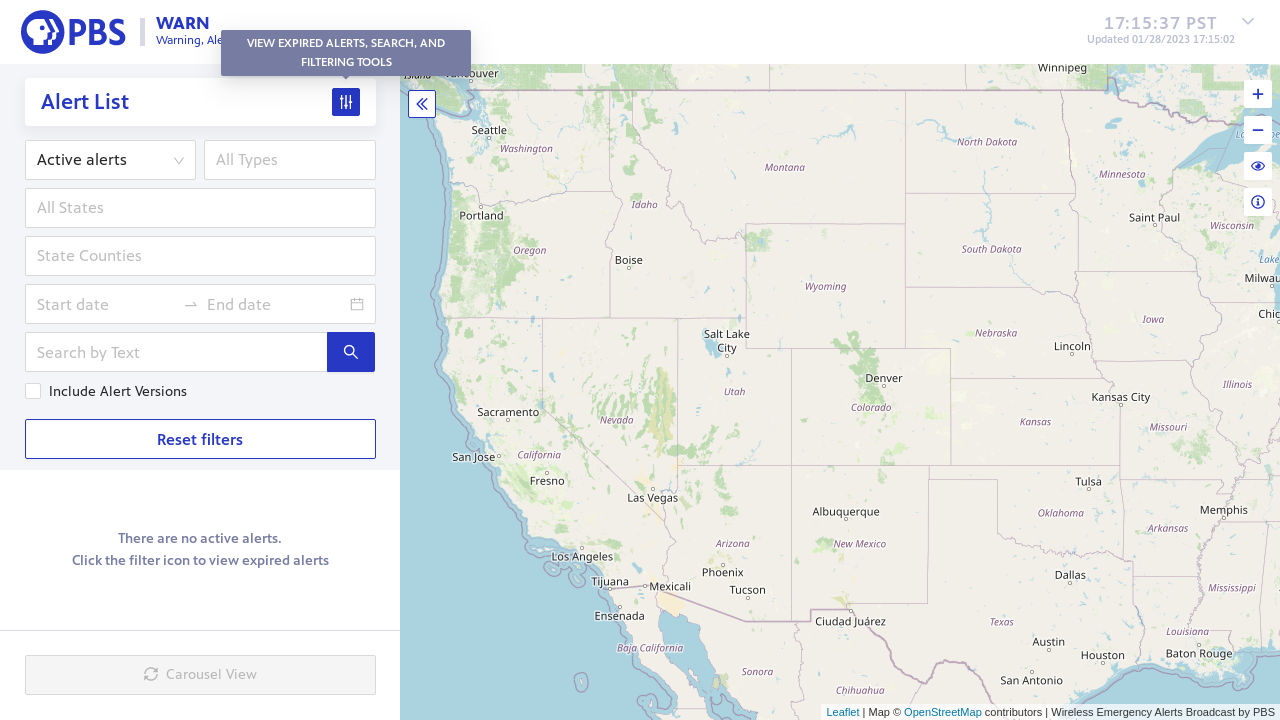 PBS
WARN
Warning, Ale
VIEW EXPIRED ALERTS, SEARCH, AND
FILTERING TOOLS
17:15:37 PST
Updated 01/28/2023 17:15:02
Alert List
Active alerts
All Types
All States
State Counties
Start date
End date
Search by Text
Include Alert Versions
Reset filters
There are no active alerts.
Click the filter icon to view expired alerts
Carousel View
Island
Vancouver
Winnipeg
Seattle
Washington
Montana
North Dakota
Minnesota
Portland
Idaho
Saint Paul
Wisconsin
Oregon
Boise
South Dakota
Lake
Wyoming
Milwau
Iowa
Chic
Salt Lake
City
Nebraska
Lincoln
Denver
Utah
Illinois
Kansas City
Sacramento
Nevada
Colorado
Kansas
Missouri
San Jose
California
Fresno
Las Vegas
Tulsa
Albuquerque
Oklahoma
Memphis
Arkansas
Los Angeles
Arizona
New Mexico
Phoenix
Dallas
Tijuana
Mexicali
Tucson
Mississippi
Ensenada
Ciudad Juárez
Texas
Louisiana
Baja California
Austin
Houston
Baton Rouge
Sonora
San Antonio
Chihuahua
Leaflet | Map © OpenStreetMap contributors | Wireless Emergency Alerts Broadcast by PBS